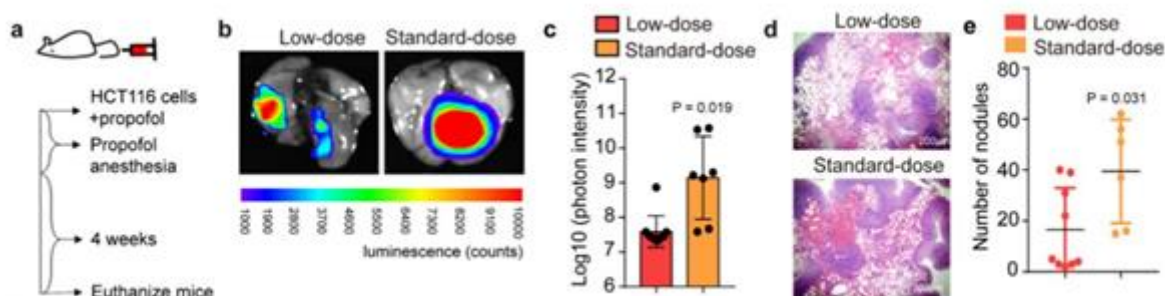 a
HCT116 cells
+propofol
Propofol
anesthesia
4 weeks
Euthanize mice
b
Low-dose Standard-dose
1000 1900 2800 3700 4600 5500 6400 7300 8200 9100 10000
luminescence (counts)
c
Low-dose
Standard-dose
Log10 (photon intensity)
12
11
10
9
8
7
P = 0.019
d
Low-dose
Standard-dose
e
Low-dose
Standard-dose
Number of nodules
80
60
40
20
0
P = 0.031